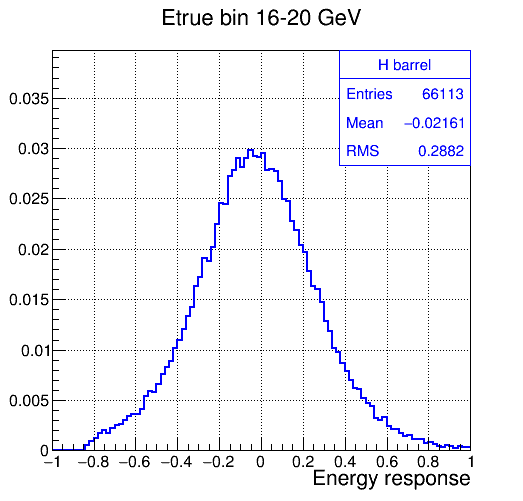 Etrue bin 16-20 GeV
H barrel
Entries 66113
Mean −0.02161
RMS 0.2882
0.035
0.03
0.025
0.02
0.015
0.01
0.005
0
−1 −0.8 −0.6 −0.4 −0.2 0 0.2 0.4 0.6 0.8 1
Energy response